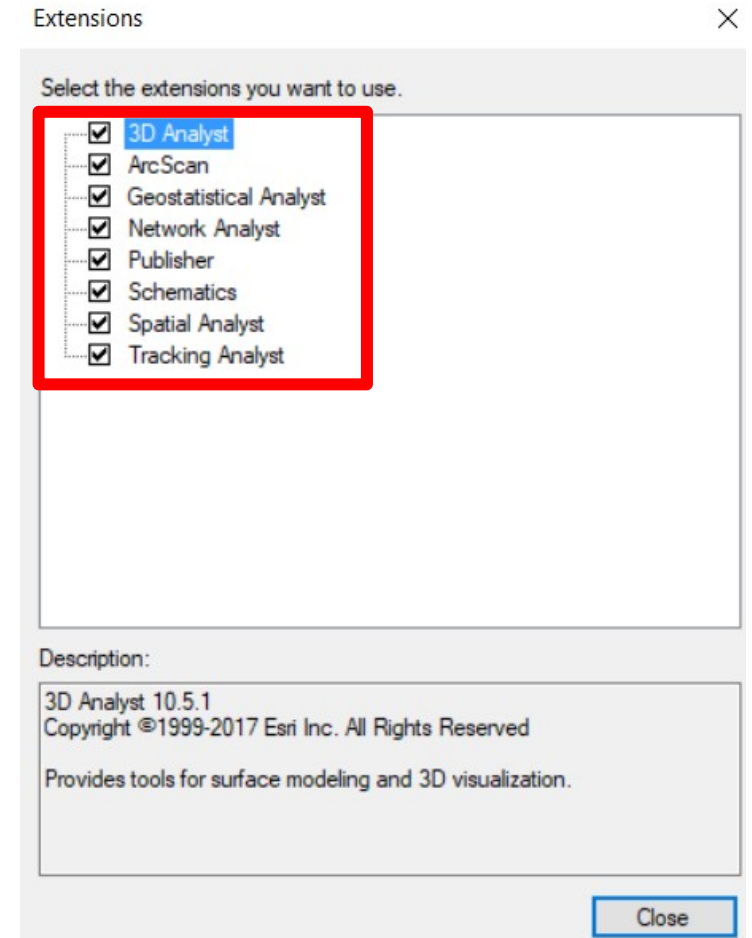 Extensions
Select the extensions you want to use.
3D Analyst
ArcScan
Geostatistical Analyst
Network Analyst
Publisher
Schematics
Spatial Analyst
Tracking Analyst
Description:
3D Analyst 10.5.1
Copyright ©1999-2017 Esri Inc. All Rights Reserved
Provides tools for surface modeling and 3D visualization.
Close